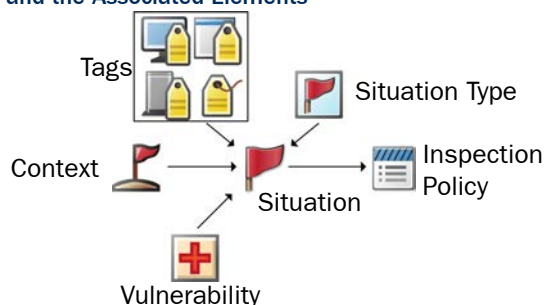 and the Associated Elements
Tags
Situation Type
Context
Inspection
Policy
Situation
Vulnerability